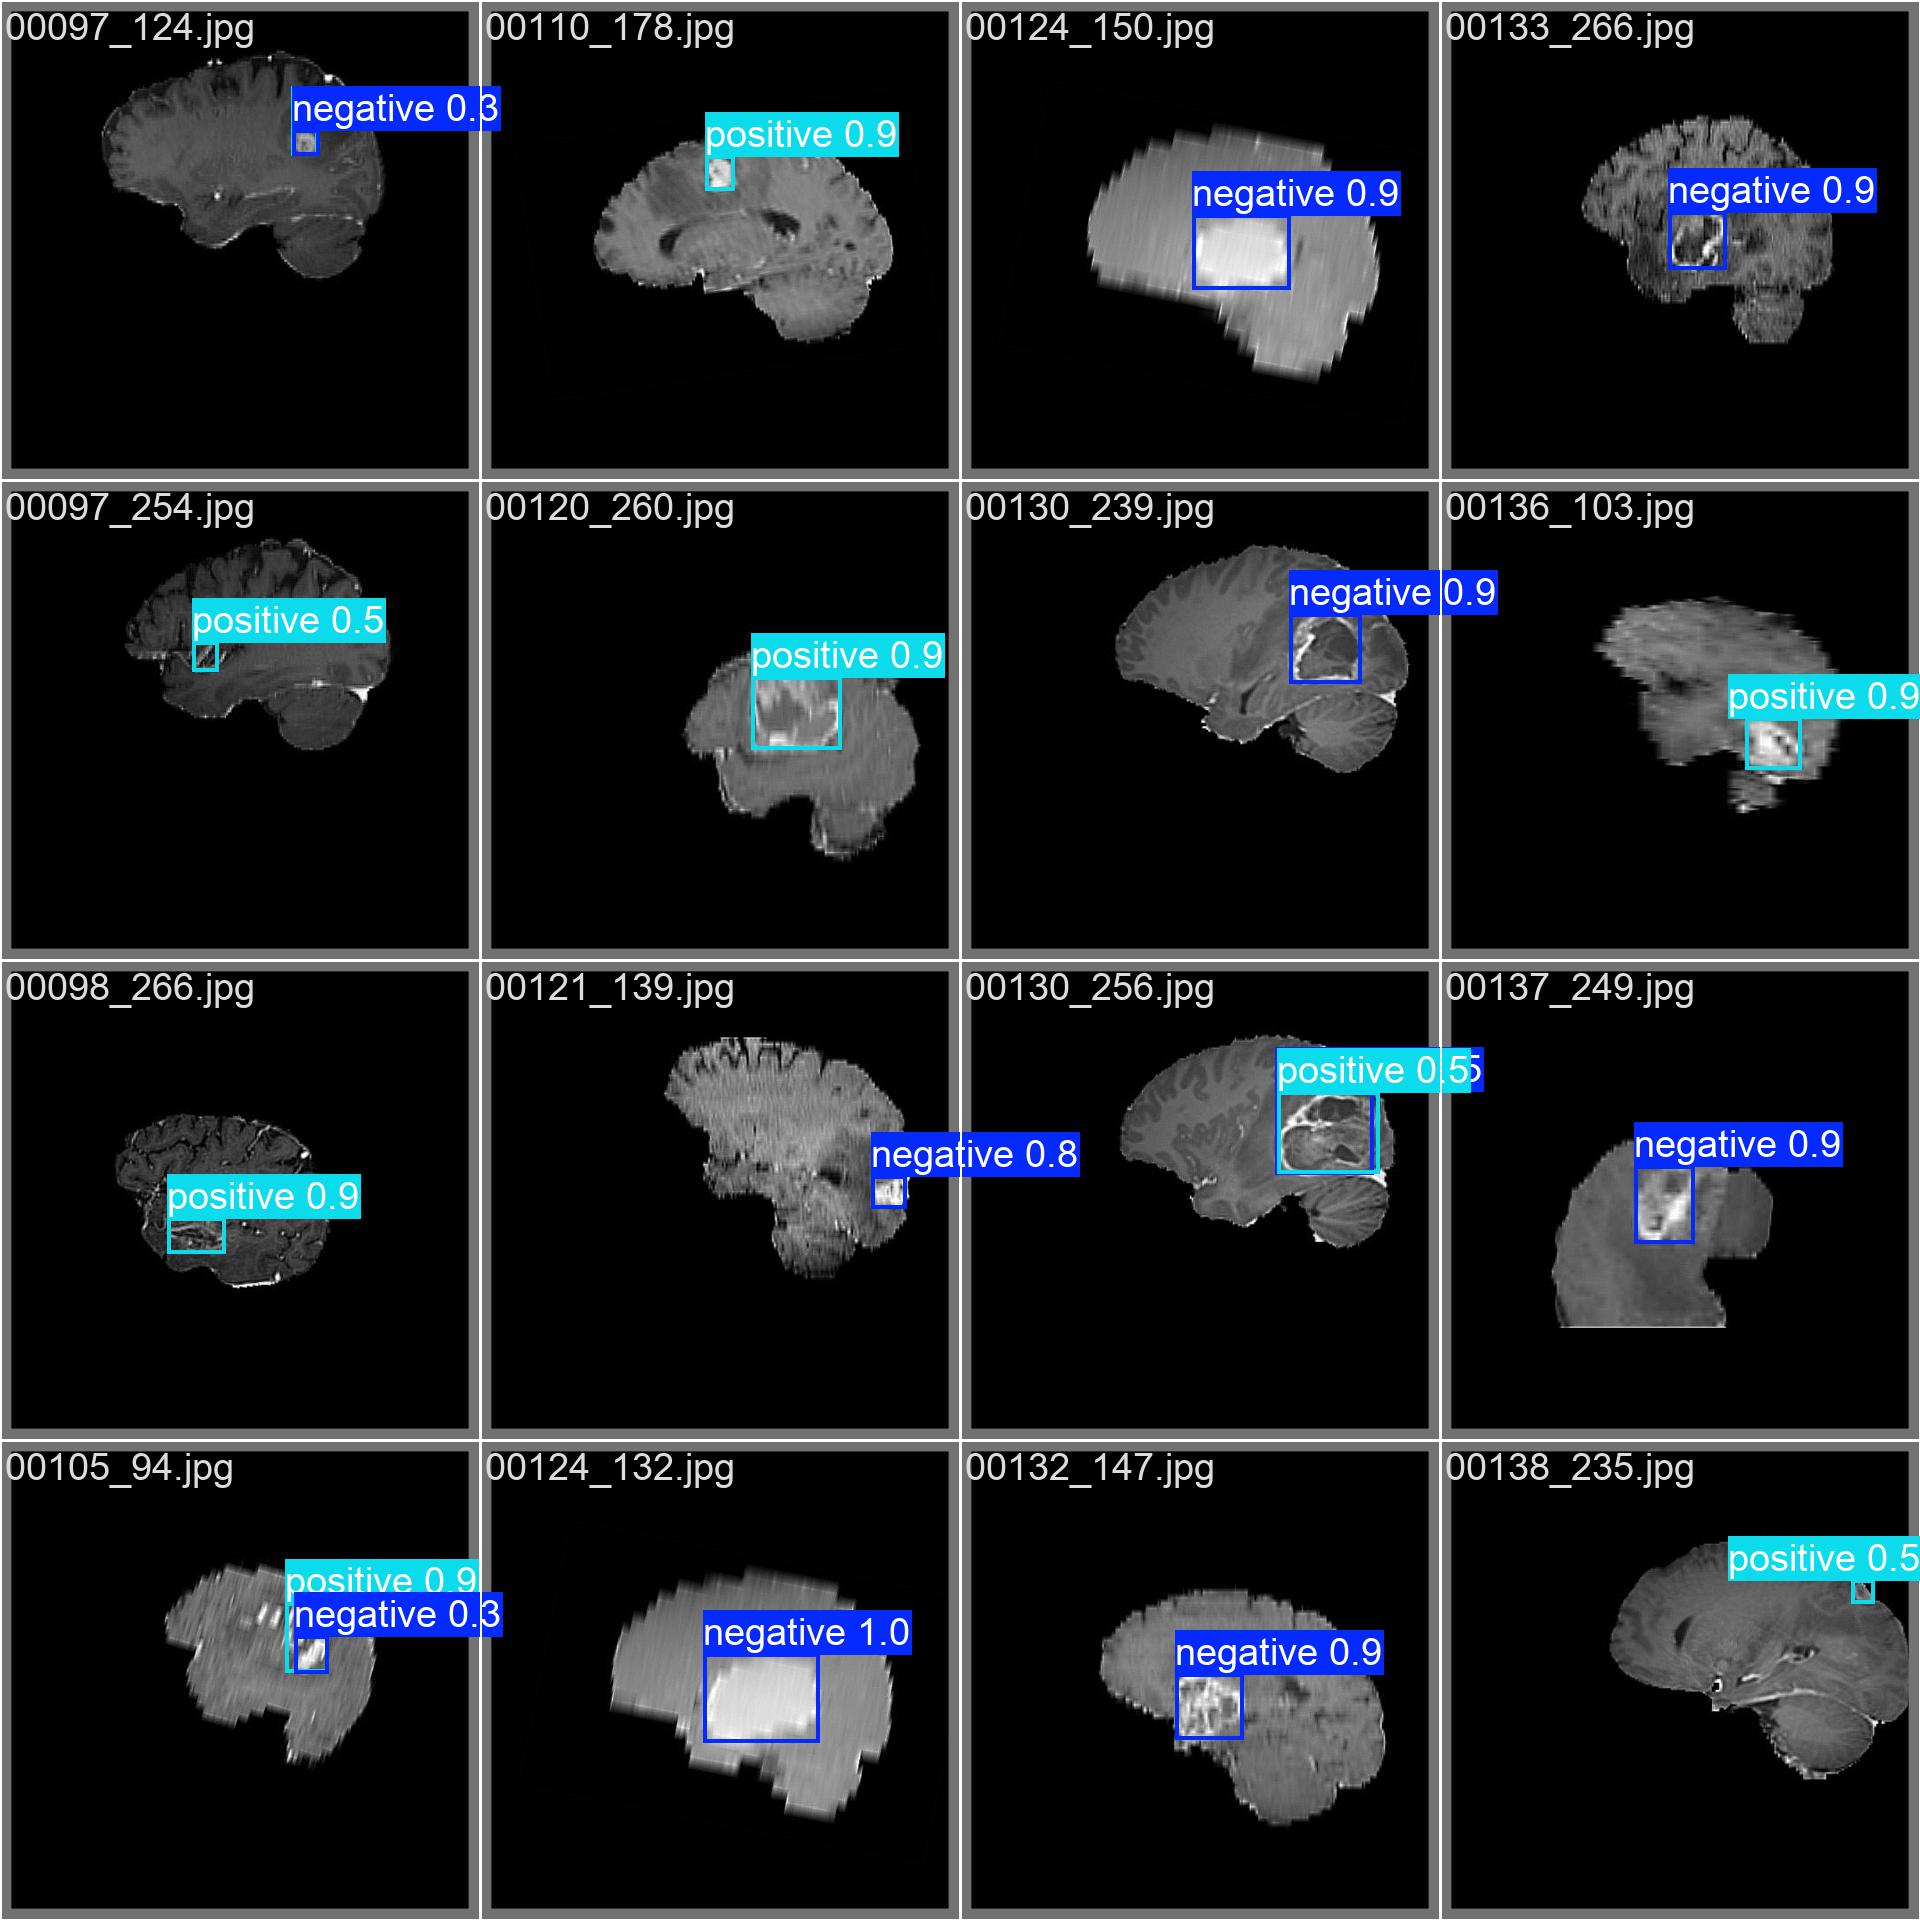 00097_124.jpg
negative 0.3
00110_178.jpg
positive 0.9
00124_150.jpg
negative 0.9
00133_266.jpg
negative 0.9
00097_254.jpg
positive 0.5
00120_260.jpg
positive 0.9
00130_239.jpg
negative 0.9
00136_103.jpg
positive 0.9
00098_266.jpg
positive 0.9
00121_139.jpg
negative 0.8
00130_256.jpg
positive 0.5
5
00137_249.jpg
negative 0.9
00105_94.jpg
positive 0.9
negative 0.3
00124_132.jpg
negative 1.0
00132_147.jpg
negative 0.9
00138_235.jpg
positive 0.5